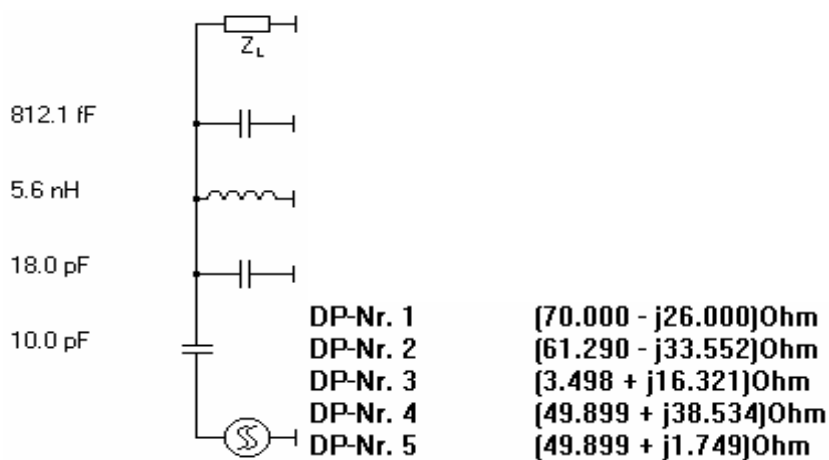 Z_L
812.1 fF
5.6 nH
18.0 pF
10.0 pF
DP-Nr. 1 (70.000 - j26.000)Ohm
DP-Nr. 2 (61.290 - j33.552)Ohm
DP-Nr. 3 (3.498 + j16.321)Ohm
DP-Nr. 4 (49.899 + j38.534)Ohm
DP-Nr. 5 (49.899 + j1.749)Ohm